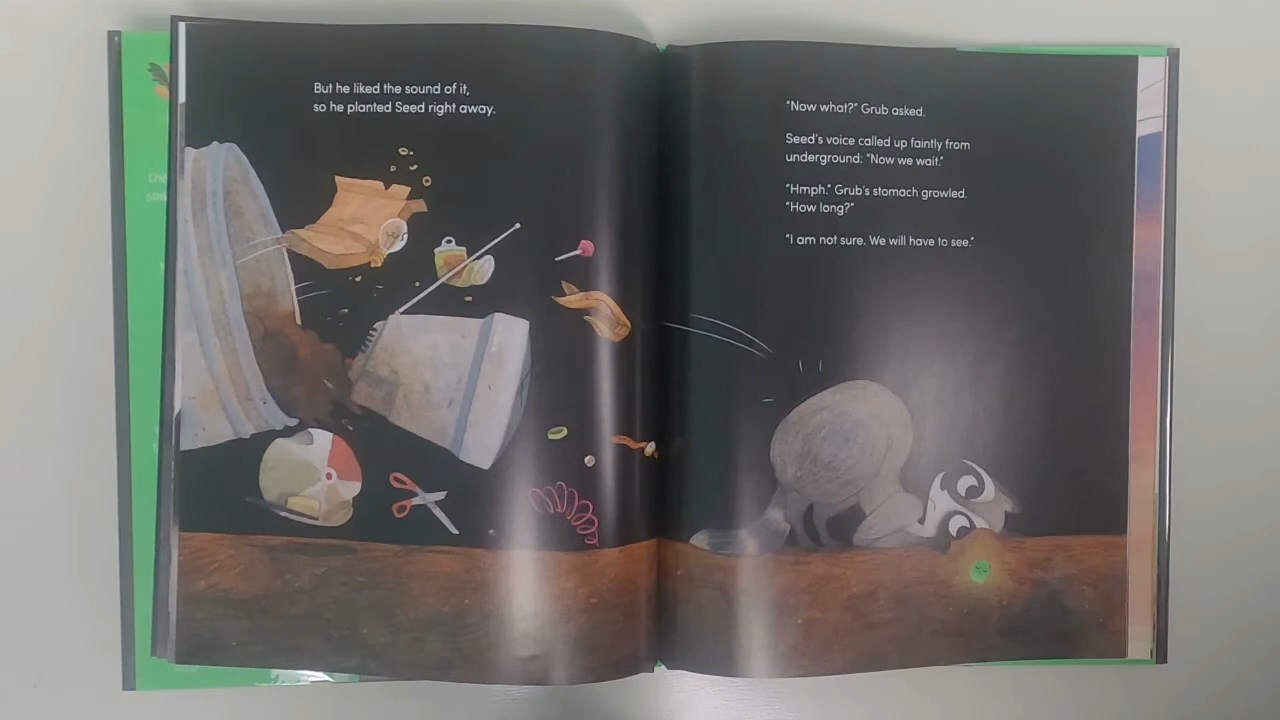 But he liked the sound of it,
so he planted Seed right away.
"Now what?" Grub asked.
Seed's voice called up faintly from
underground: "Now we wait."
"Hmph." Grub's stomach growled.
"How long?"
"I am not sure. We will have to see."